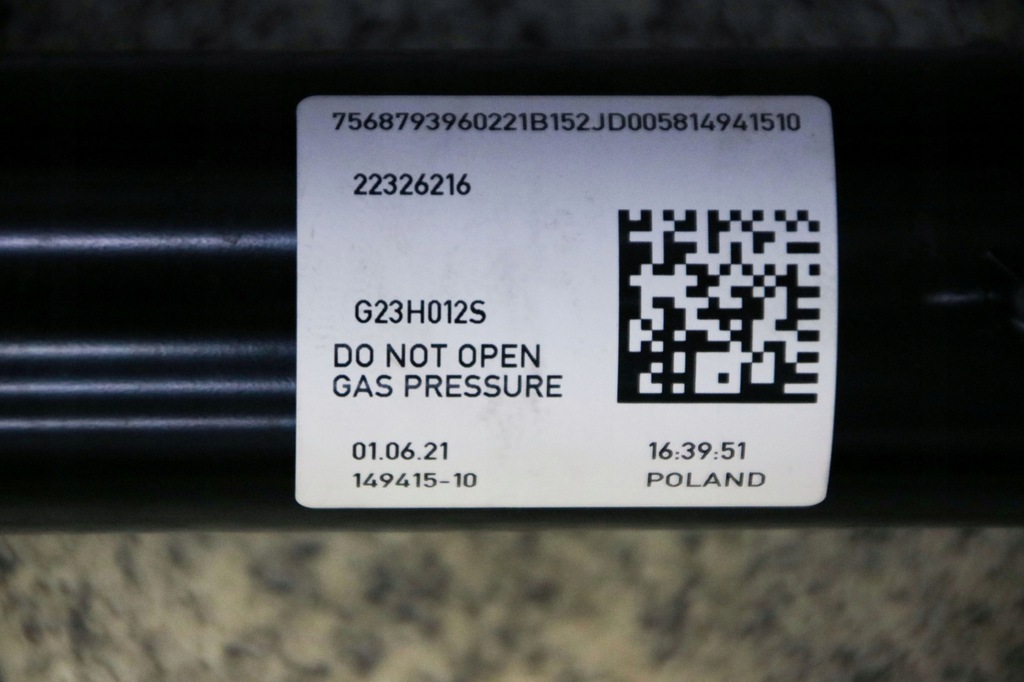 7568793960221B152JD005814941510
22326216
G23H012S
DO NOT OPEN
GAS PRESSURE
01.06.21 16:39:51
149415-10 POLAND